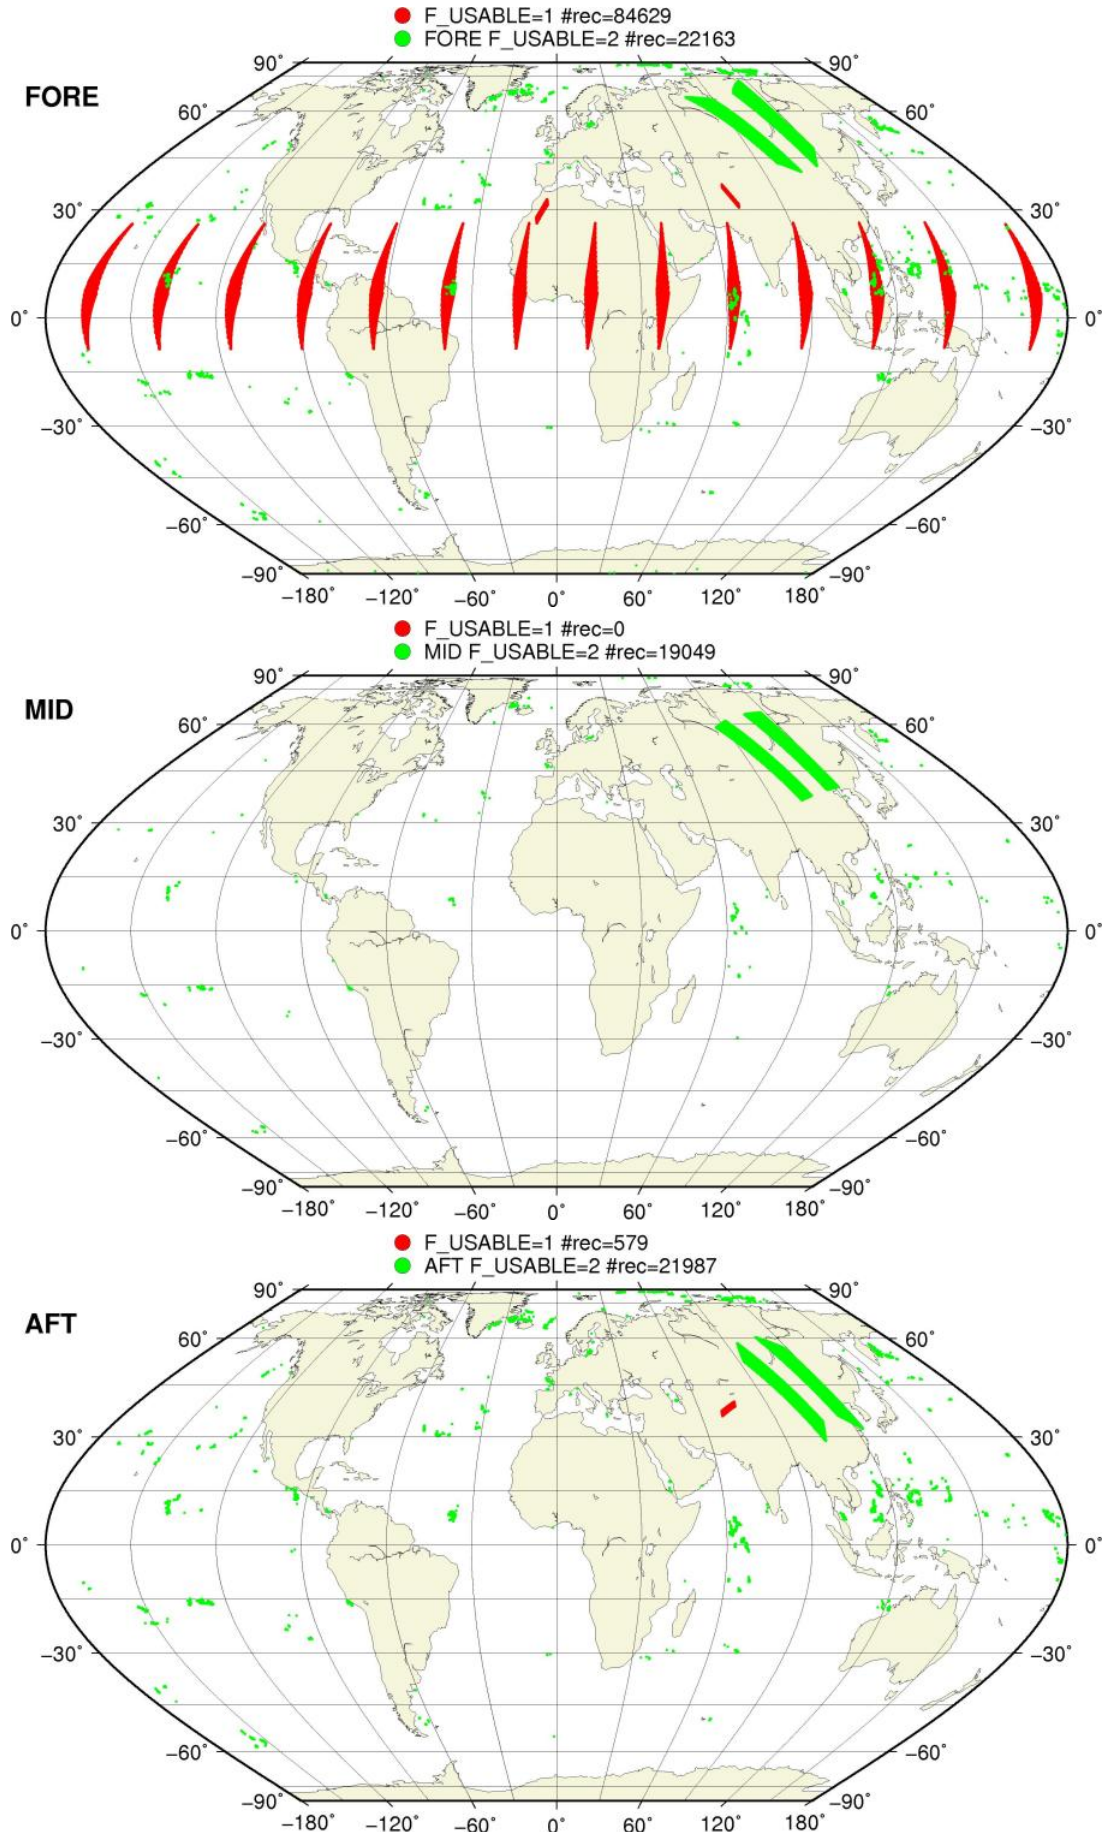 F_USABLE=1 #rec=84629
FORE F_USABLE=2 #rec=22163
FORE
90° 90°
60° 60°
30° 30°
0° 0°
−30° −30°
−60° −60°
−90° −90°
−180° −120° −60° 0° 60° 120° 180°
F_USABLE=1 #rec=0
MID F_USABLE=2 #rec=19049
MID
90° 90°
60° 60°
30° 30°
0° 0°
−30° −30°
−60° −60°
−90° −90°
−180° −120° −60° 0° 60° 120° 180°
F_USABLE=1 #rec=579
AFT F_USABLE=2 #rec=21987
AFT
90° 90°
60° 60°
30° 30°
0° 0°
−30° −30°
−60° −60°
−90° −90°
−180° −120° −60° 0° 60° 120° 180°